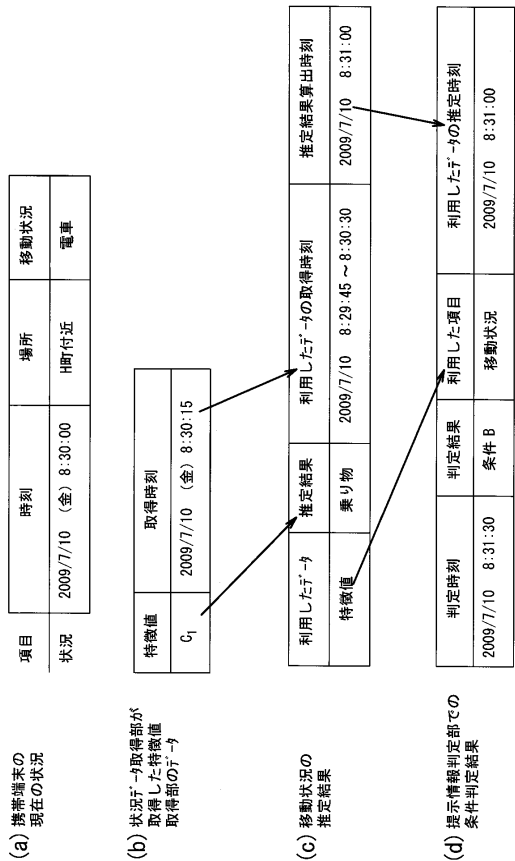 (a) 携帯端末の
現在の状況
項目 時刻 場所 移動状況
状況 2009/7/10 (金) 8:30:00 H町付近 電車
(b) 状況データ取得部が
取得した特徴値
取得部のデータ
特徴値 取得時刻
C1 2009/7/10 (金) 8:30:15
(c) 移動状況の
推定結果
利用したデータ 推定結果 利用したデータの取得時刻 推定結果算出時刻
特徴値 乗り物 2009/7/10 8:29:45 ~ 8:30:30 2009/7/10 8:31:00
(d) 提示情報判定部での
条件判定結果
判定時刻 判定結果 利用した項目 利用したデータの推定時刻
2009/7/10 8:31:30 条件 B 移動状況 2009/7/10 8:31:00